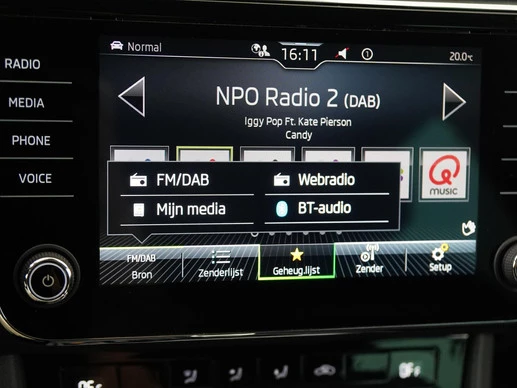 RADIO
MEDIA
PHONE
VOICE
Normal
16:11
1
20.0°C
NPO Radio 2 (DAB)
Iggy Pop Ft. Kate Pierson
Candy
FM/DAB
Webradio
Mijn media
BT-audio
Q
MUSIC
FM/DAB
Bron
Zenderlijst
Geheug.lijst
Zender
Setup